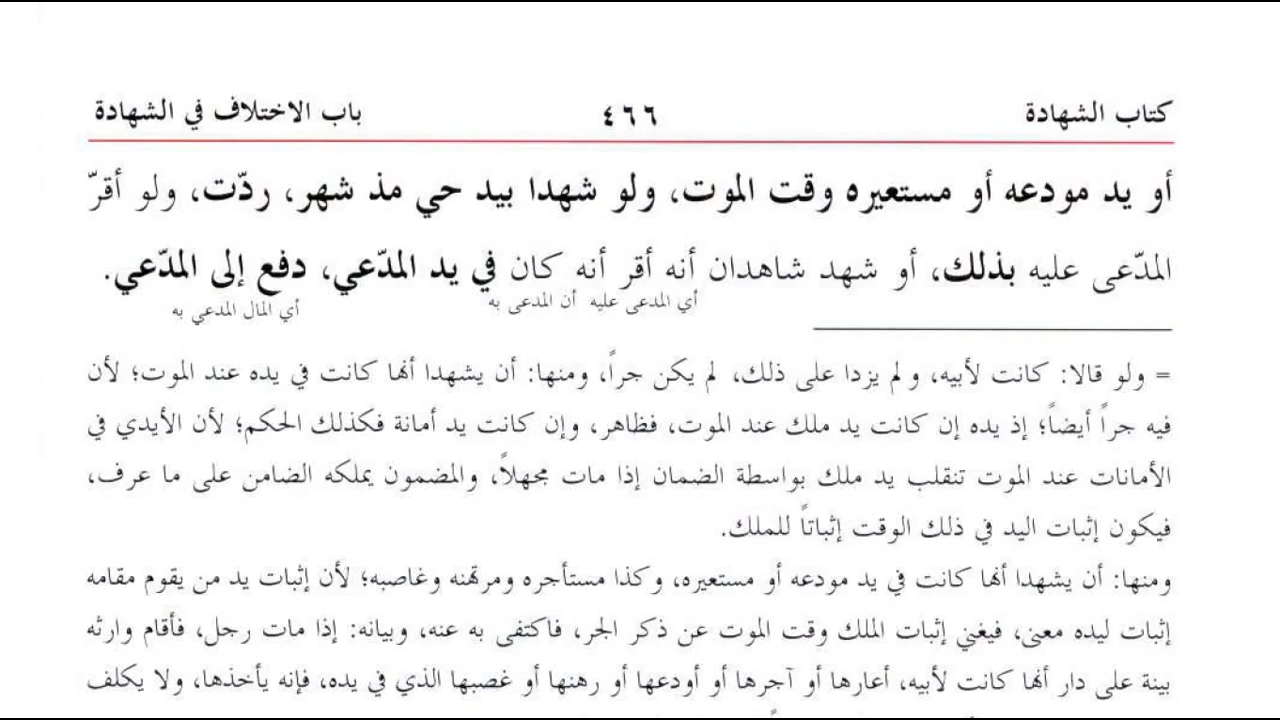 كتاب الشهادة ٤٦٦ باب الاختلاف في الشهادة
أو يد مودعه أو مستعيره وقت الموت، ولو شهدا بيد حي مذ شهر، ردّت، ولو أقرّ
المدّعى عليه بذلك، أو شهد شاهدان أنه أقر أنه كان في يد المدّعي، دفع إلى المدّعي.
أي المدعى عليه أن المدعى به أي المال المدعي به
= ولو قالا: كانت لأبيه، ولم يزدا على ذلك، لم يكن جراً، ومنها: أن يشهدا أنها كانت في يده عند الموت؛ لأن
فيه جراً أيضاً؛ إذ يده إن كانت يد ملك عند الموت، فظاهر، وإن كانت يد أمانة فكذلك الحكم؛ لأن الأيدي في
الأمانات عند الموت تنقلب يد ملك بواسطة الضمان إذا مات مجهلاً، والمضمون يملكه الضامن على ما عرف،
فيكون إثبات اليد في ذلك الوقت إثباتاً للملك.
ومنها: أن يشهدا أنها كانت في يد مودعه أو مستعيره، وكذا مستأجره ومرتهنه وغاصبه؛ لأن إثبات يد من يقوم مقامه
إثبات ليده معنى، فيغني إثبات الملك وقت الموت عن ذكر الجر، فاكتفى به عنه، وبيانه: إذا مات رجل، فأقام وارثه
بينة على دار أنها كانت لأبيه، أعارها أو آجرها أو أودعها أو رهنها أو غصبها الذي في يده، فإنه يأخذها، ولا يكلف